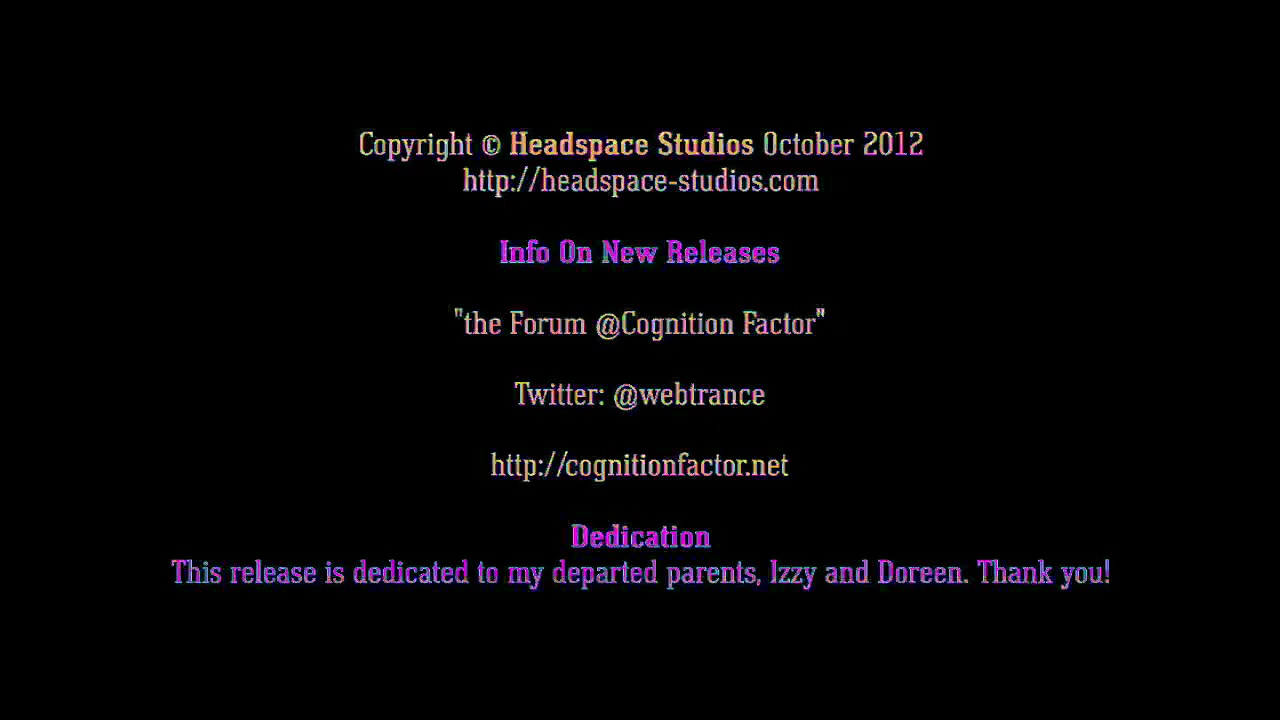 Copyright © Headspace Studios October 2012
http://headspace-studios.com
Info On New Releases
"the Forum @Cognition Factor"
Twitter: @webtrance
http://cognitionfactor.net
Dedication
This release is dedicated to my departed parents, Izzy and Doreen. Thank you!